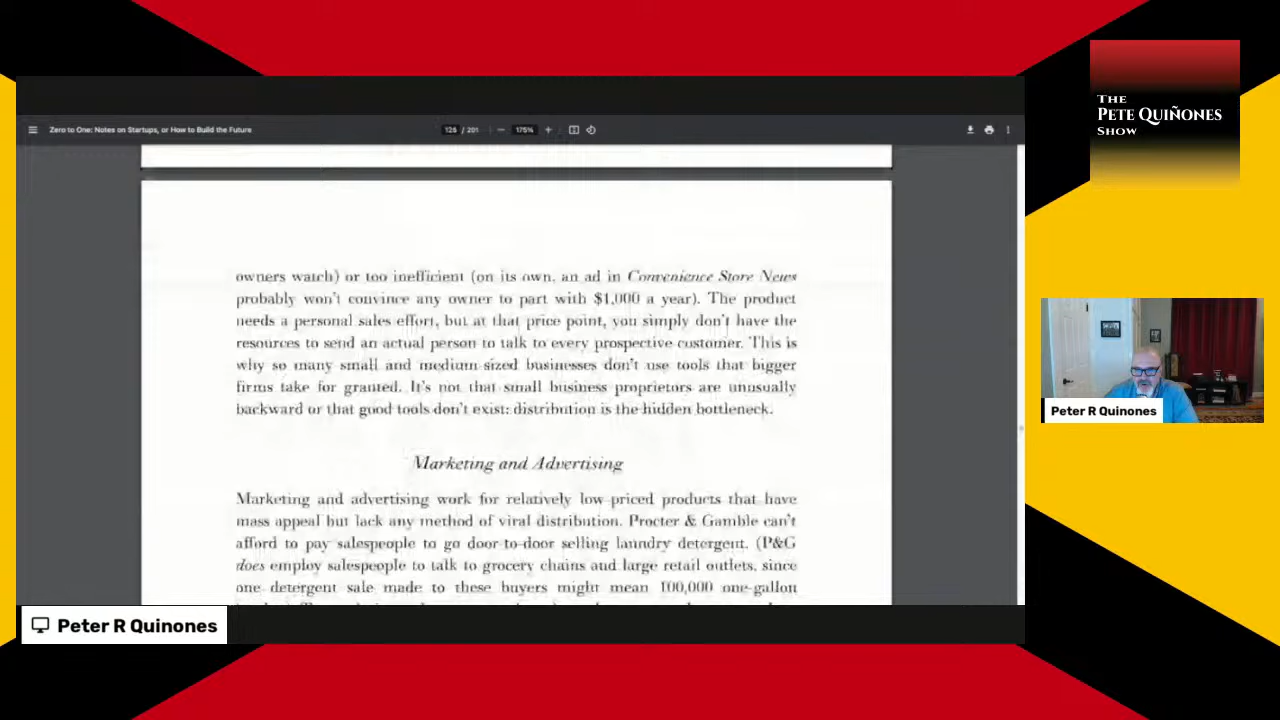 THE
PETE QUIÑONES
SHOW
Zero to One: Notes on Startups, or How to Build the Future
126 / 201
175%
owners watch) or too inefficient (on its own, an ad in Convenience Store News
probably won't convince any owner to part with $1,000 a year). The product
needs a personal sales effort, but at that price point, you simply don't have the
resources to send an actual person to talk to every prospective customer. This is
why so many small and medium-sized businesses don't use tools that bigger
firms take for granted. It's not that small business proprietors are unusually
backward or that good tools don't exist: distribution is the hidden bottleneck.
Marketing and Advertising
Marketing and advertising work for relatively low-priced products that have
mass appeal but lack any method of viral distribution. Procter & Gamble can't
afford to pay salespeople to go door-to-door selling laundry detergent. (P&G
does employ salespeople to talk to grocery chains and large retail outlets, since
one detergent sale made to these buyers might mean 100,000 one-gallon
Peter R Quinones
Peter R Quinones